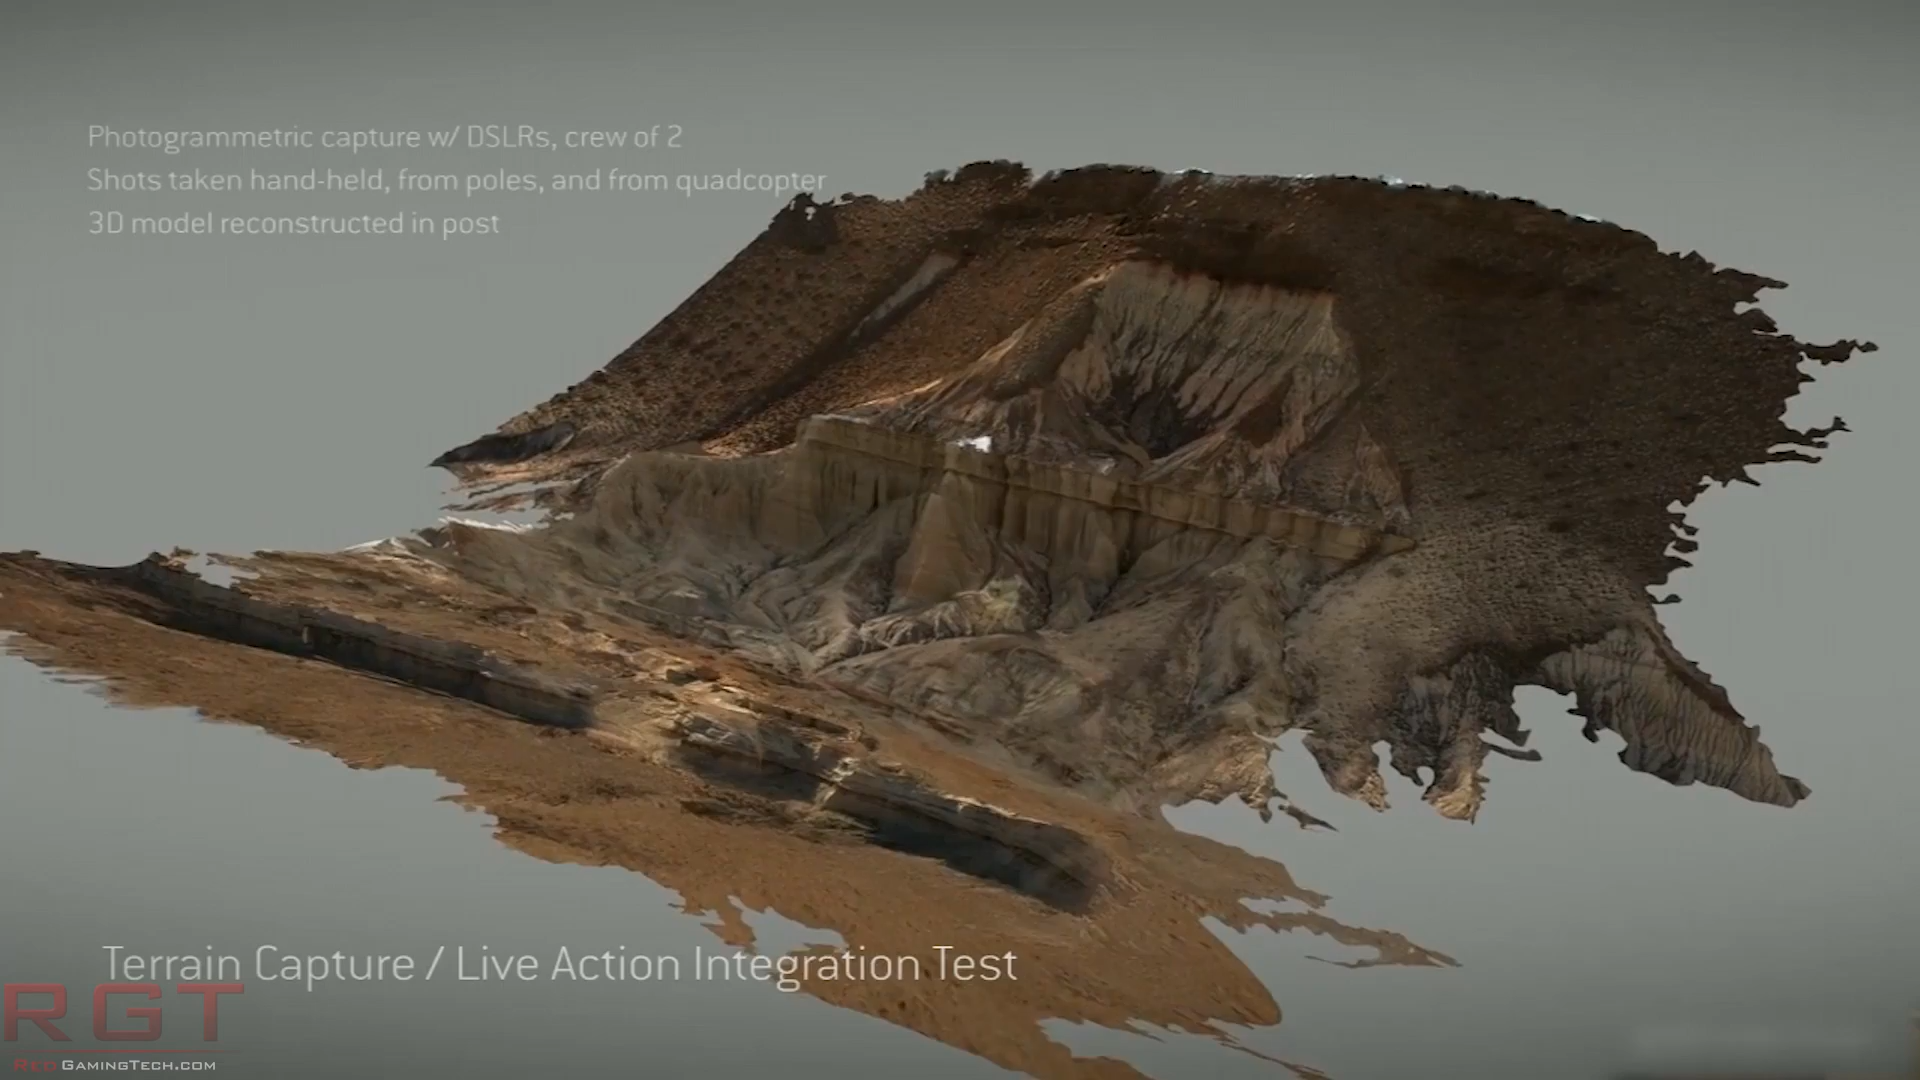 Photogrammetric capture w/ DSLRs, crew of 2
Shots taken hand-held, from poles, and from quadcopter
3D model reconstructed in post
Terrain Capture / Live Action Integration Test
RGT
REDGAMINGTECH.COM